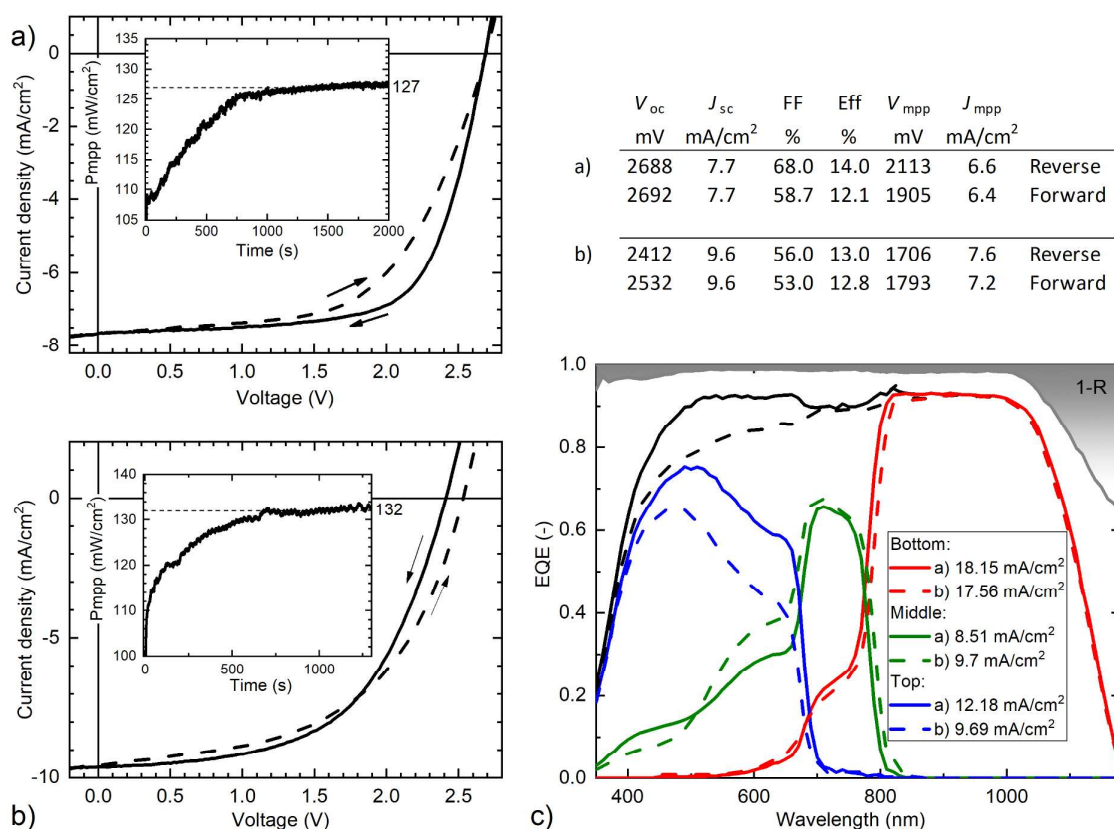 a)
Current density (mA/cm²)
0
-2
-4
-6
-8
0.0 0.5 1.0 1.5 2.0 2.5
Voltage (V)
Pmpp (mW/cm²)
135
130
125
120
115
110
105
127
0 500 1000 1500 2000
Time (s)
b)
Current density (mA/cm²)
0
-5
-10
0.0 0.5 1.0 1.5 2.0 2.5
Voltage (V)
Pmpp (mW/cm²)
140
130
120
110
100
132
0 500 1000
Time (s)
Voc Jsc FF Eff Vmpp Jmpp
mV mA/cm² % % mV mA/cm²
a) 2688 7.7 68.0 14.0 2113 6.6 Reverse
2692 7.7 58.7 12.1 1905 6.4 Forward
b) 2412 9.6 56.0 13.0 1706 7.6 Reverse
2532 9.6 53.0 12.8 1793 7.2 Forward
c)
EQE (-)
1.0
0.8
0.6
0.4
0.2
0.0
1-R
Bottom:
a) 18.15 mA/cm²
b) 17.56 mA/cm²
Middle:
a) 8.51 mA/cm²
b) 9.7 mA/cm²
Top:
a) 12.18 mA/cm²
b) 9.69 mA/cm²
400 600 800 1000
Wavelength (nm)